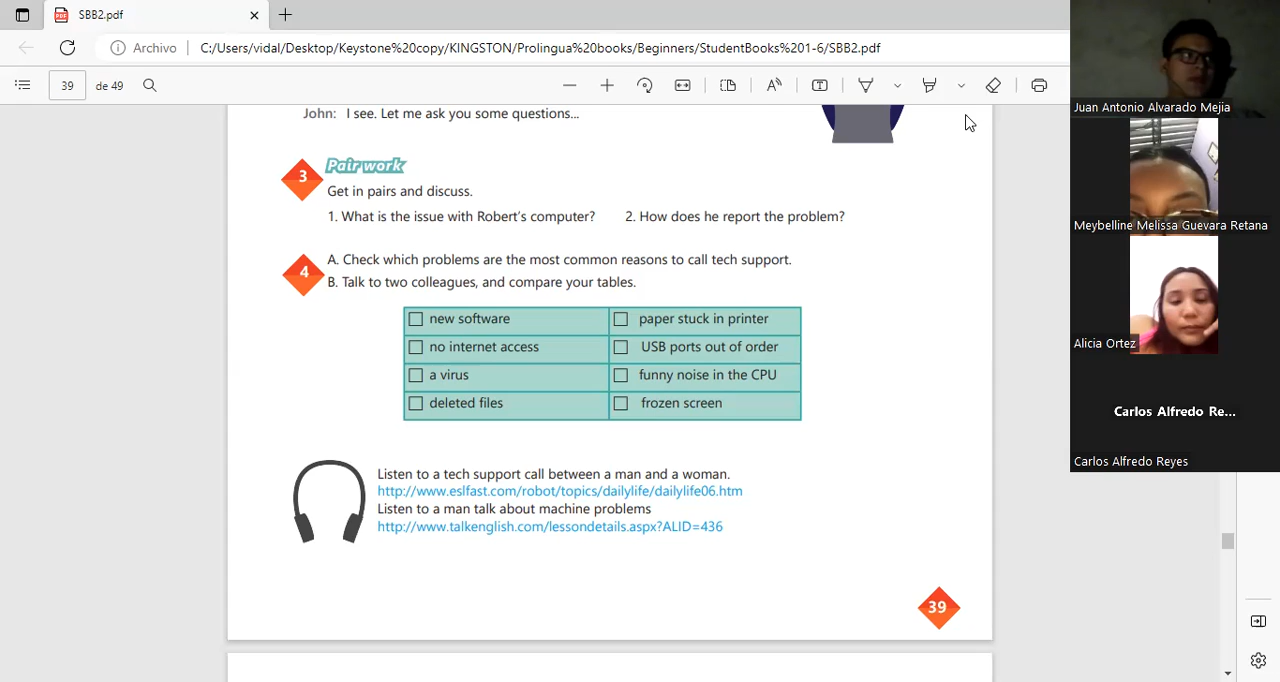 SBB2.pdf
Archivo
C:/Users/vidal/Desktop/Keystone%20copy/KINGSTON/Prolingua%20books/Beginners/StudentBooks%201-6/SBB2.pdf
39
de 49
John: I see. Let me ask you some questions...
3
Pair work
Get in pairs and discuss.
1. What is the issue with Robert's computer?
2. How does he report the problem?
4
A. Check which problems are the most common reasons to call tech support.
B. Talk to two colleagues, and compare your tables.
new software
paper stuck in printer
no internet access
USB ports out of order
a virus
funny noise in the CPU
deleted files
frozen screen
Listen to a tech support call between a man and a woman.
http://www.eslfast.com/robot/topics/dailylife/dailylife06.htm
Listen to a man talk about machine problems
http://www.talkenglish.com/lessondetails.aspx?ALID=436
39
Juan Antonio Alvarado Mejia
Meybelline Melissa Guevara Retana
Alicia Ortez
Carlos Alfredo Re...
Carlos Alfredo Reyes